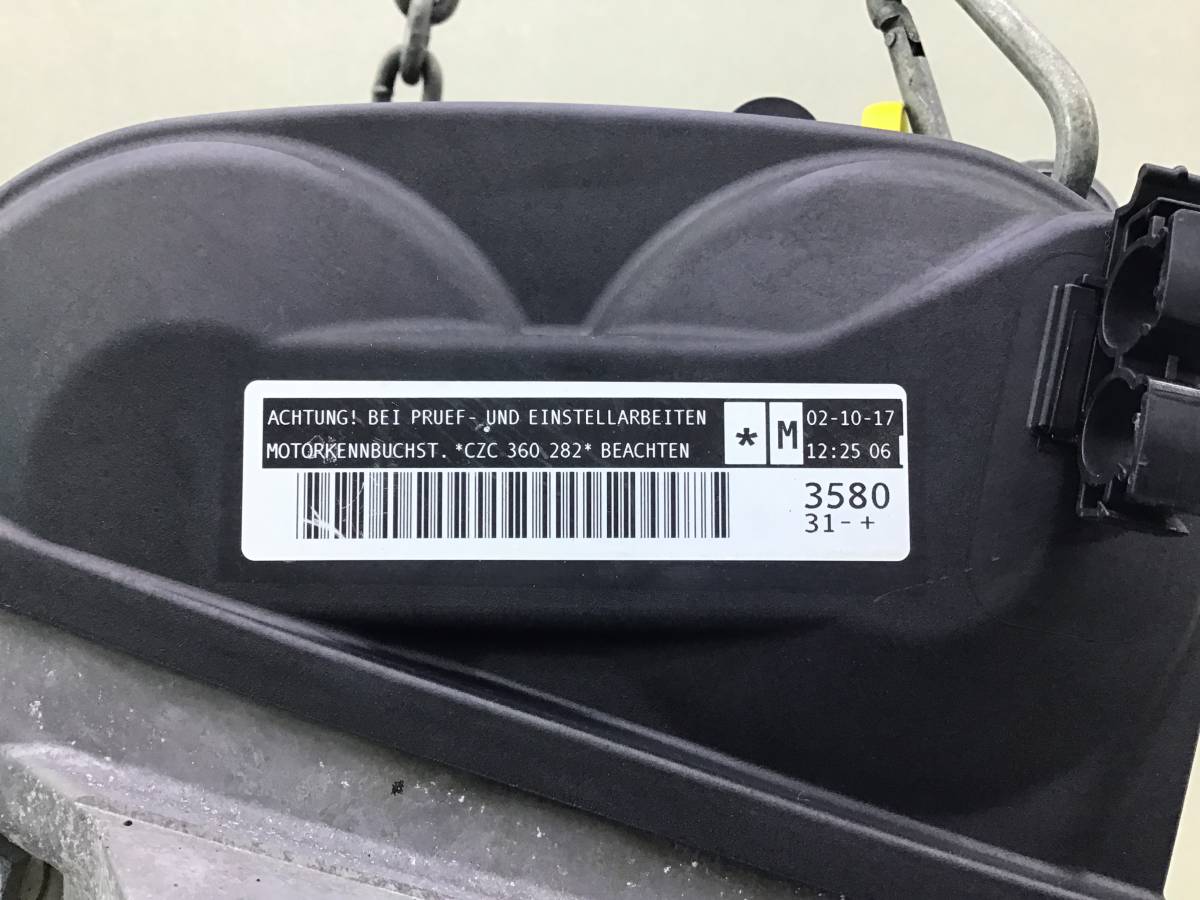 ACHTUNG! BEI PRUEF- UND EINSTELLARBEITEN
MOTORKENNBUCHST. *CZC 360 282* BEACHTEN
* M
02-10-17
12:25 06
3580
31- +